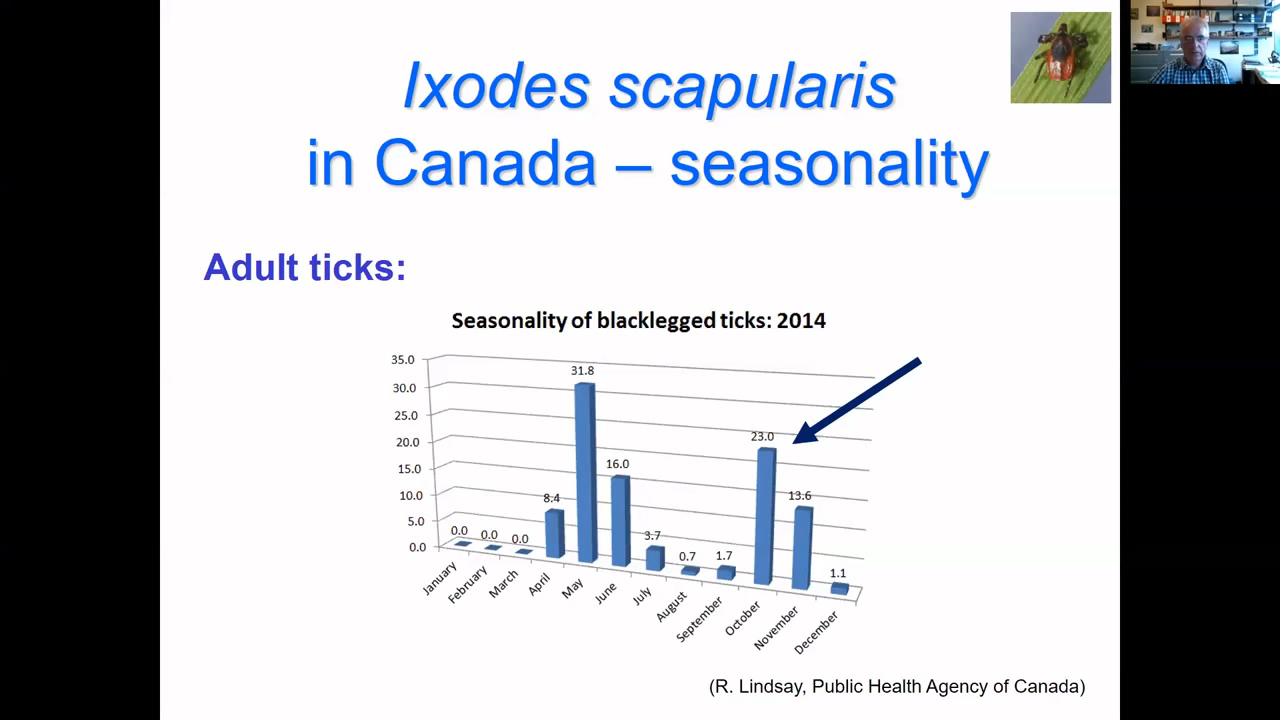 Ixodes scapularis
in Canada – seasonality
Adult ticks:
Seasonality of blacklegged ticks: 2014
35.0
30.0
25.0
20.0
15.0
10.0
5.0
0.0
0.0
0.0
0.0
8.4
31.8
16.0
3.7
0.7
1.7
23.0
13.6
1.1
January
February
March
April
May
June
July
August
September
October
November
December
(R. Lindsay, Public Health Agency of Canada)